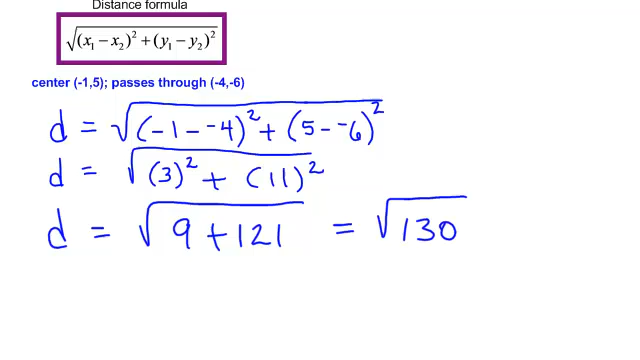 Distance formula
√(x₁ − x₂)² + (y₁ − y₂)²
center (-1,5); passes through (-4,-6)
d = √(-1 - -4)² + (5 - -6)²
d = √(3)² + (11)²
d = √9 + 121 = √130